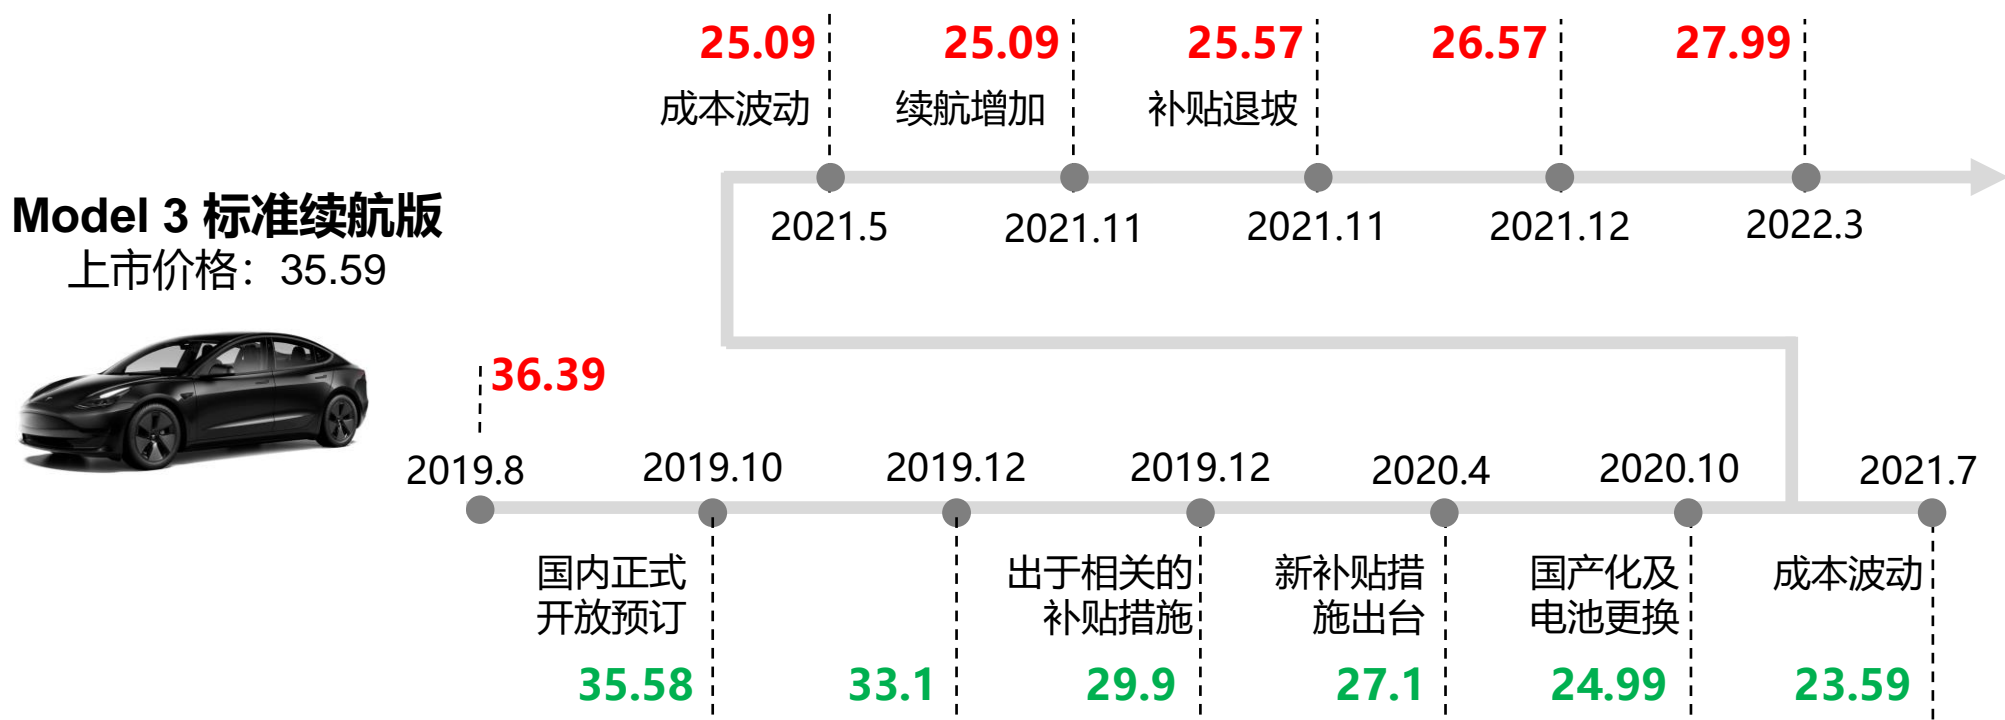 25.09
25.09
25.57
26.57
27.99
成本波动
续航增加
补贴退坡
2021.5
2021.11
2021.11
2021.12
2022.3
Model 3 标准续航版
上市价格：35.59
36.39
2019.8
2019.10
2019.12
2019.12
2020.4
2020.10
2021.7
国内正式
开放预订
出于相关的
补贴措施
新补贴措
施出台
国产化及
电池更换
成本波动
35.58
33.1
29.9
27.1
24.99
23.59